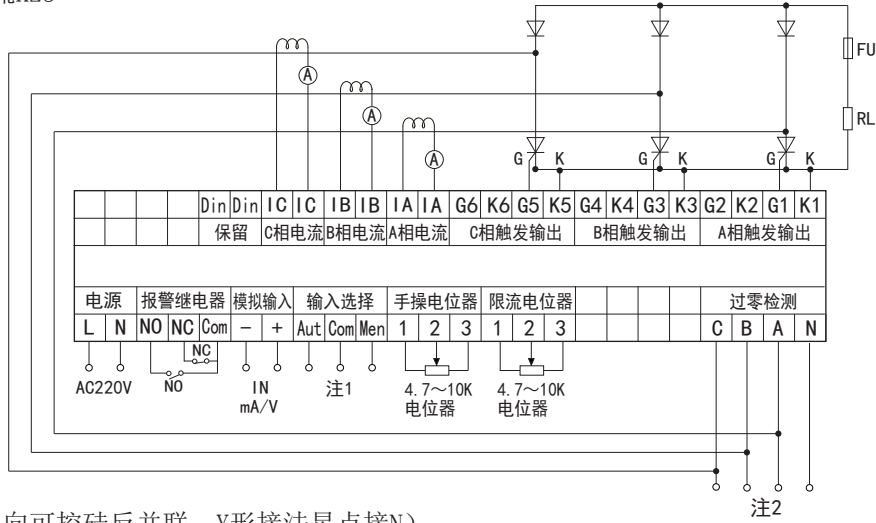 FU
RL
A
A
A
G K G K G K
Din Din IC IC IB IB IA IA G6 K6 G5 K5 G4 K4 G3 K3 G2 K2 G1 K1
保留 C相电流 B相电流 A相电流 C相触发输出 B相触发输出 A相触发输出
电源 报警继电器 模拟输入 输入选择 手操电位器 限流电位器 过零检测
L N NO NC Com － ＋ Aut Com Men 1 2 3 1 2 3 C B A N
NC
AC220V NO IN 注1 4.7～10K 4.7～10K
mA/V 电位器 电位器
注2